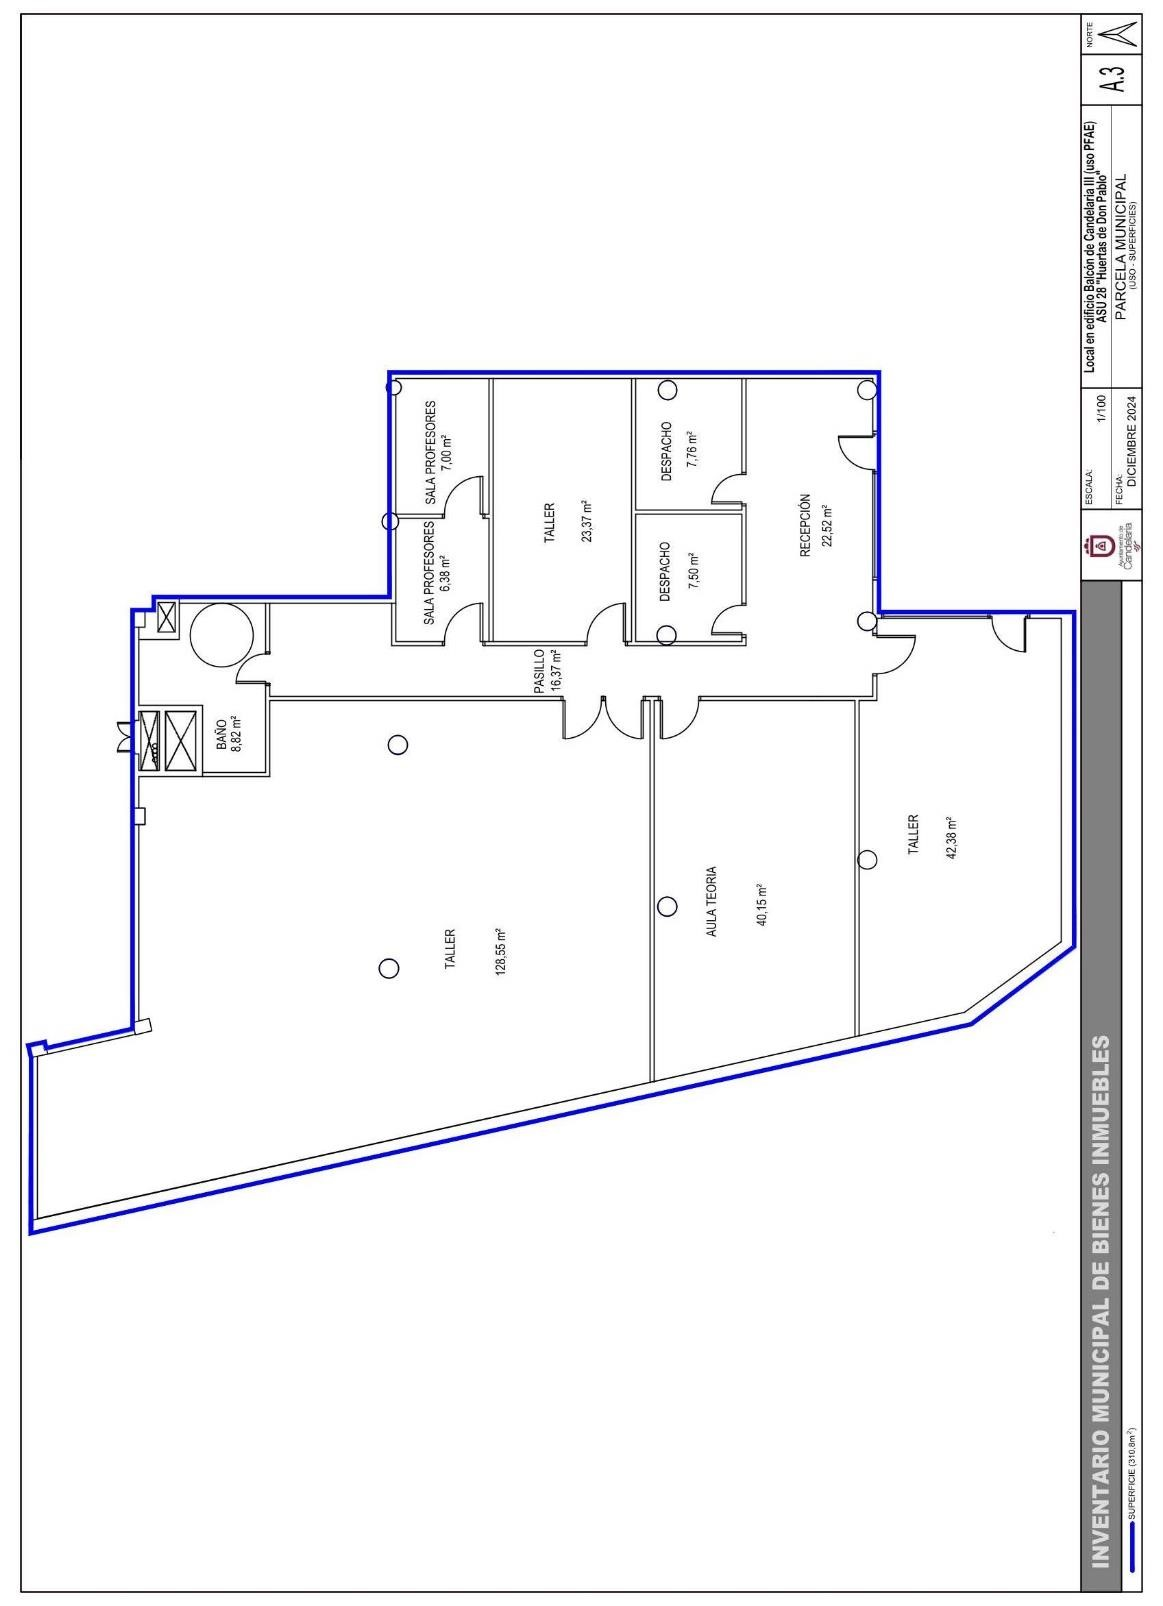 SALA PROFESORES
7,00 m²
SALA PROFESORES
6,38 m²
TALLER
23,37 m²
DESPACHO
7,76 m²
DESPACHO
7,50 m²
RECEPCIÓN
22,52 m²
PASILLO
16,37 m²
BAÑO
8,82 m²
TALLER
128,55 m²
AULA TEORIA
40,15 m²
TALLER
42,38 m²
INVENTARIO MUNICIPAL DE BIENES INMUEBLES
SUPERFICIE (310,8m²)
Ayuntamiento de
Candelaria
ESCALA:
1/100
FECHA:
DICIEMBRE 2024
Local en edificio Balcón de Candelaria III (uso PFAE)
ASU 28 "Huertas de Don Pablo"
PARCELA MUNICIPAL
(USO - SUPERFICIES)
A.3
NORTE